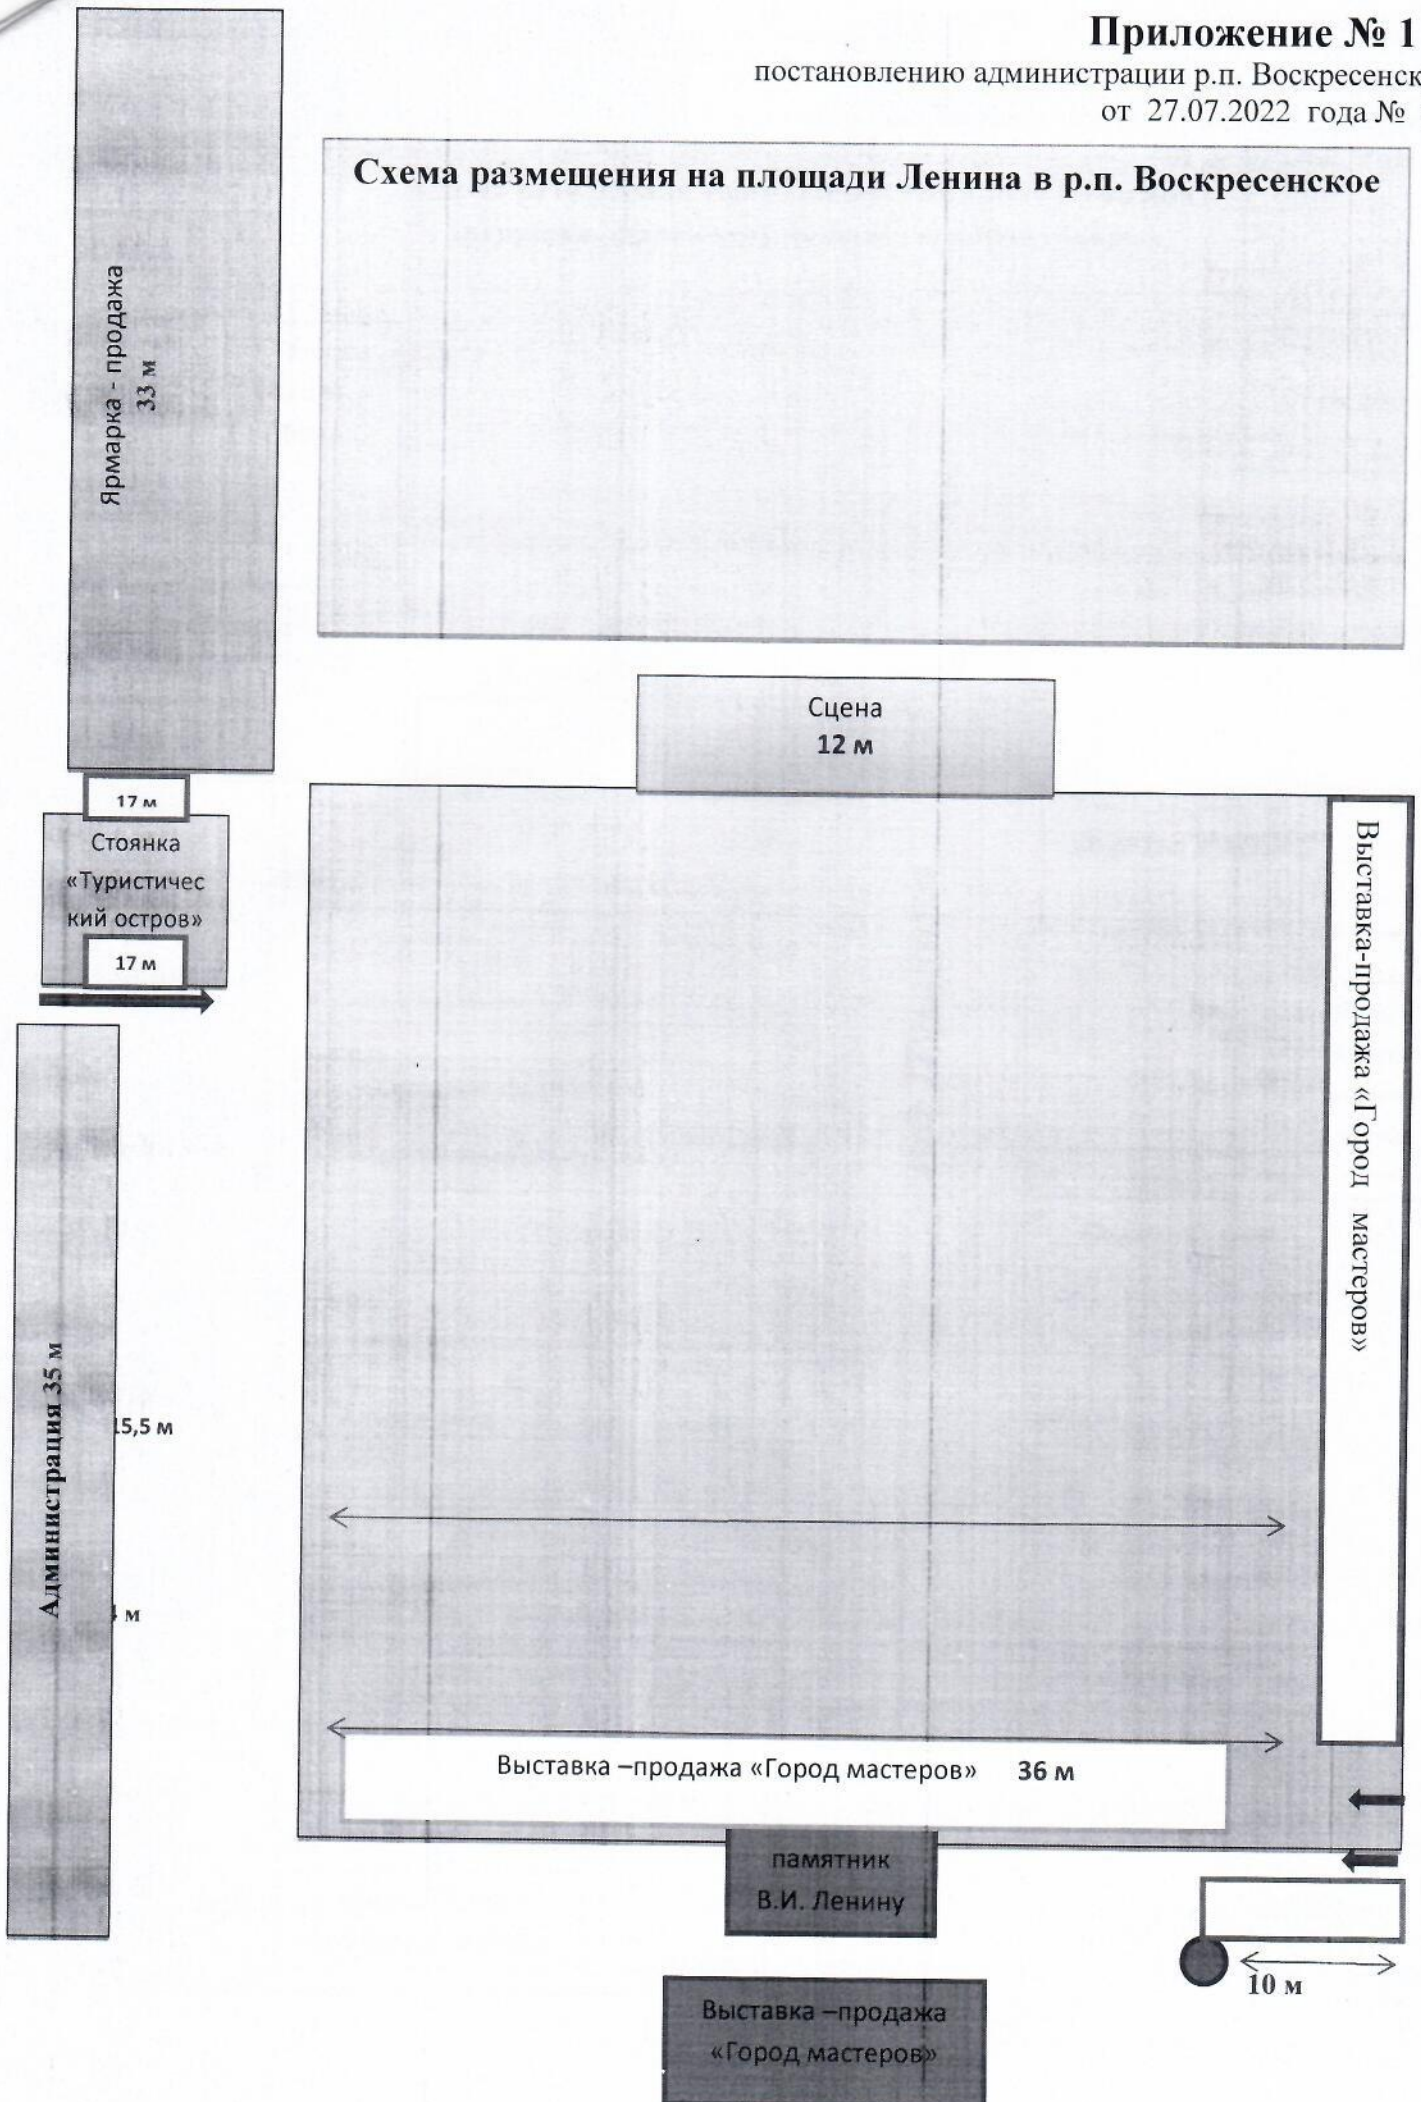 Приложение № 1
постановлению администрации р.п. Воскресенск
от 27.07.2022 года №
Схема размещения на площади Ленина в р.п. Воскресенское
Ярмарка - продажа
33 м
Сцена
12 м
17 м
Стоянка
«Туристичес
кий остров»
17 м
Выставка-продажа «Город мастеров»
Администрация 35 м
15,5 м
м
Выставка –продажа «Город мастеров» 36 м
памятник
В.И. Ленину
10 м
Выставка –продажа
«Город мастеров»